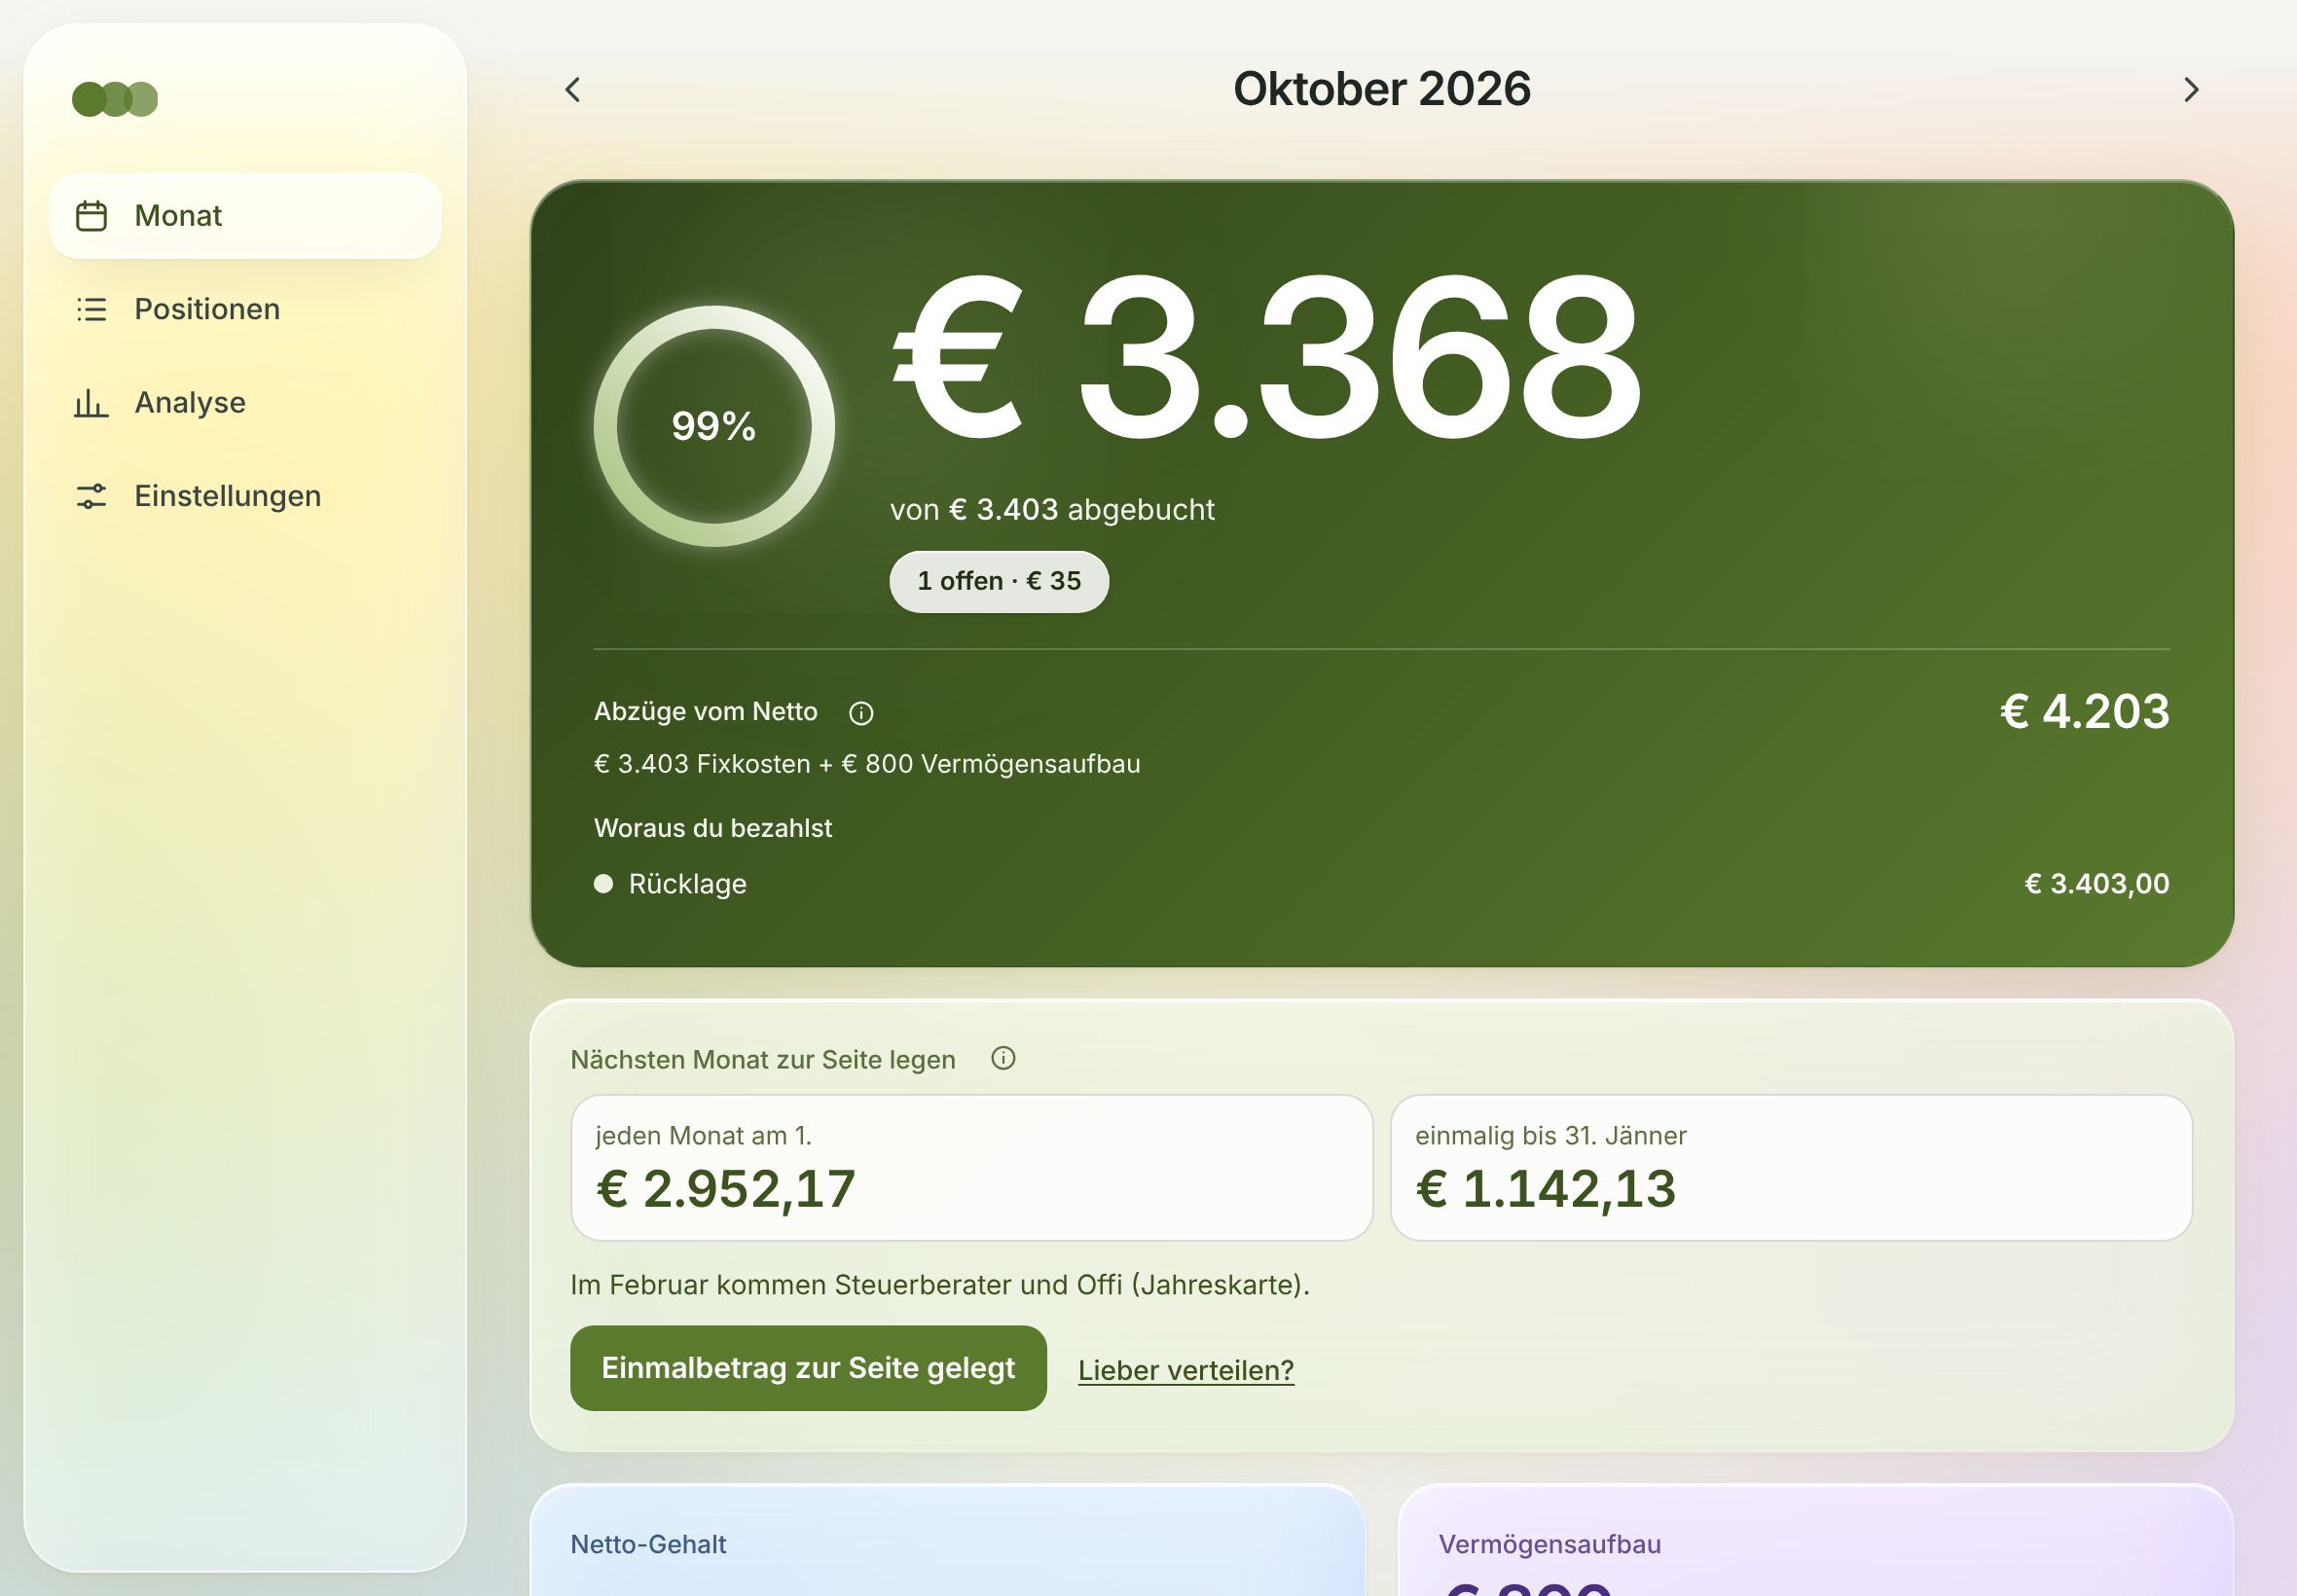 Oktober 2026
Monat
Positionen
Analyse
Einstellungen
99%
€ 3.368
von € 3.403 abgebucht
1 offen · € 35
Abzüge vom Netto
€ 4.203
€ 3.403 Fixkosten + € 800 Vermögensaufbau
Woraus du bezahlst
Rücklage
€ 3.403,00
Nächsten Monat zur Seite legen
jeden Monat am 1.
€ 2.952,17
einmalig bis 31. Jänner
€ 1.142,13
Im Februar kommen Steuerberater und Offi (Jahreskarte).
Einmalbetrag zur Seite gelegt
Lieber verteilen?
Netto-Gehalt
Vermögensaufbau